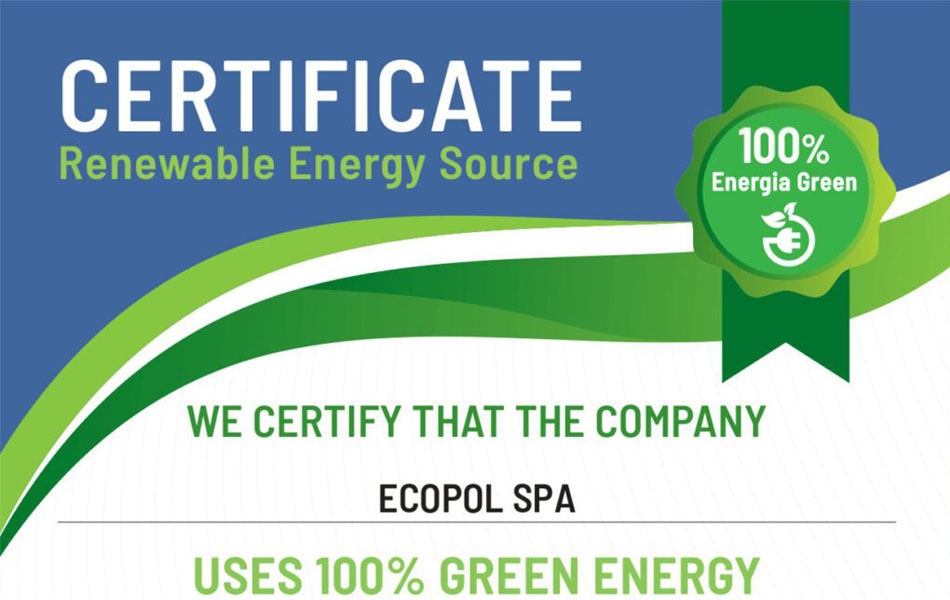 CERTIFICATE
Renewable Energy Source
100%
Energia Green
WE CERTIFY THAT THE COMPANY
ECOPOL SPA
USES 100% GREEN ENERGY